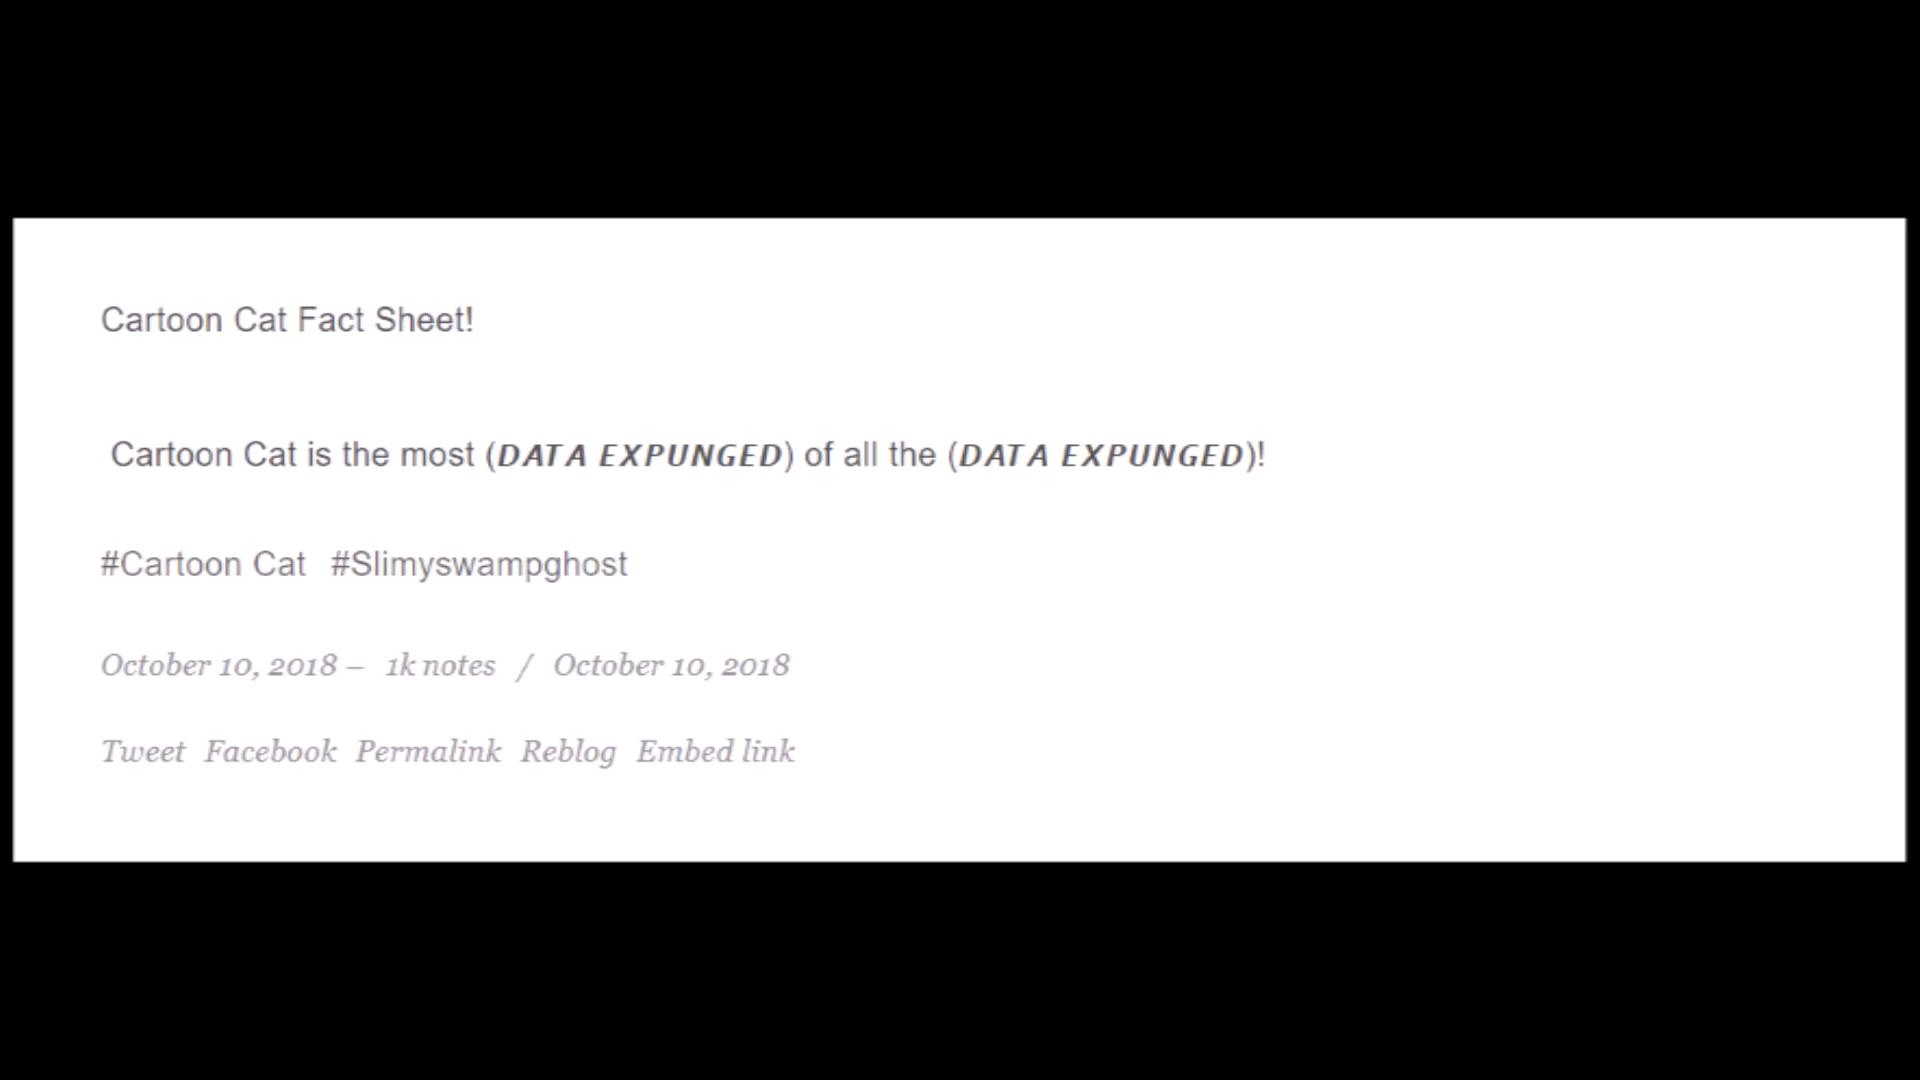 Cartoon Cat Fact Sheet!
Cartoon Cat is the most (DATA EXPUNGED) of all the (DATA EXPUNGED)!
#Cartoon Cat #Slimyswampghost
October 10, 2018 – 1k notes / October 10, 2018
Tweet Facebook Permalink Reblog Embed link